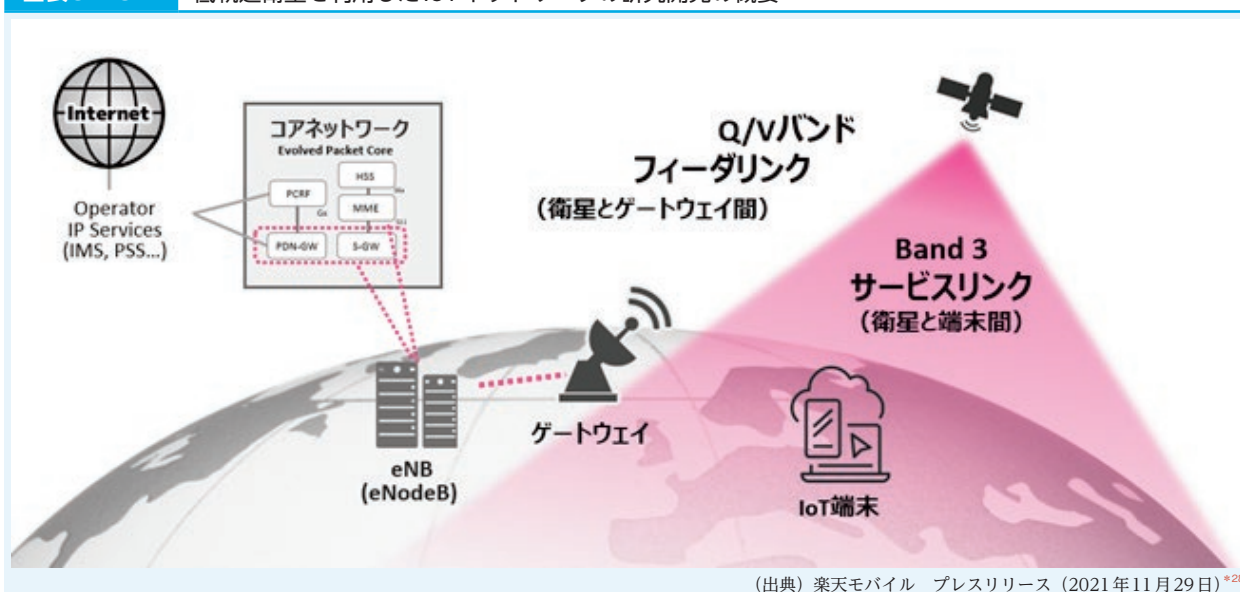 Internet
Operator
IP Services
(IMS, PSS...)
コアネットワーク
Evolved Packet Core
HSS
PCRF
MME
Gx
PDN-GW
S-GW
Q/Vバンド
フィーダリンク
（衛星とゲートウェイ間）
Band 3
サービスリンク
（衛星と端末間）
eNB
(eNodeB)
ゲートウェイ
IoT端末
（出典）楽天モバイル プレスリリース（2021年11月29日）